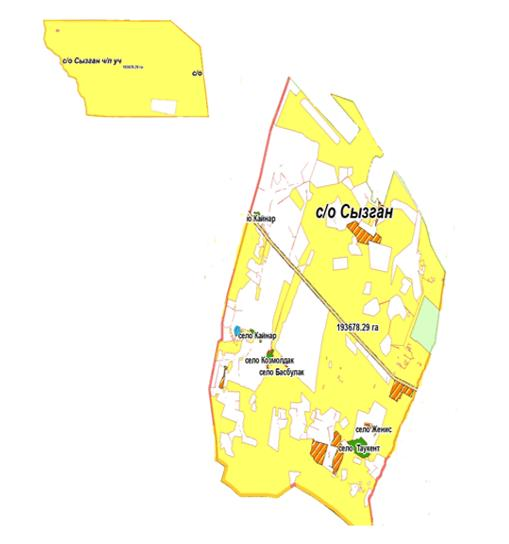 с/о Сызган ч/п уч
193678.29 га
с/о
с/о Сызган
ло Кайнар
193678.29 га
село Кайнар
село Козмолдак
село Басбулак
село Женис
село Таукент